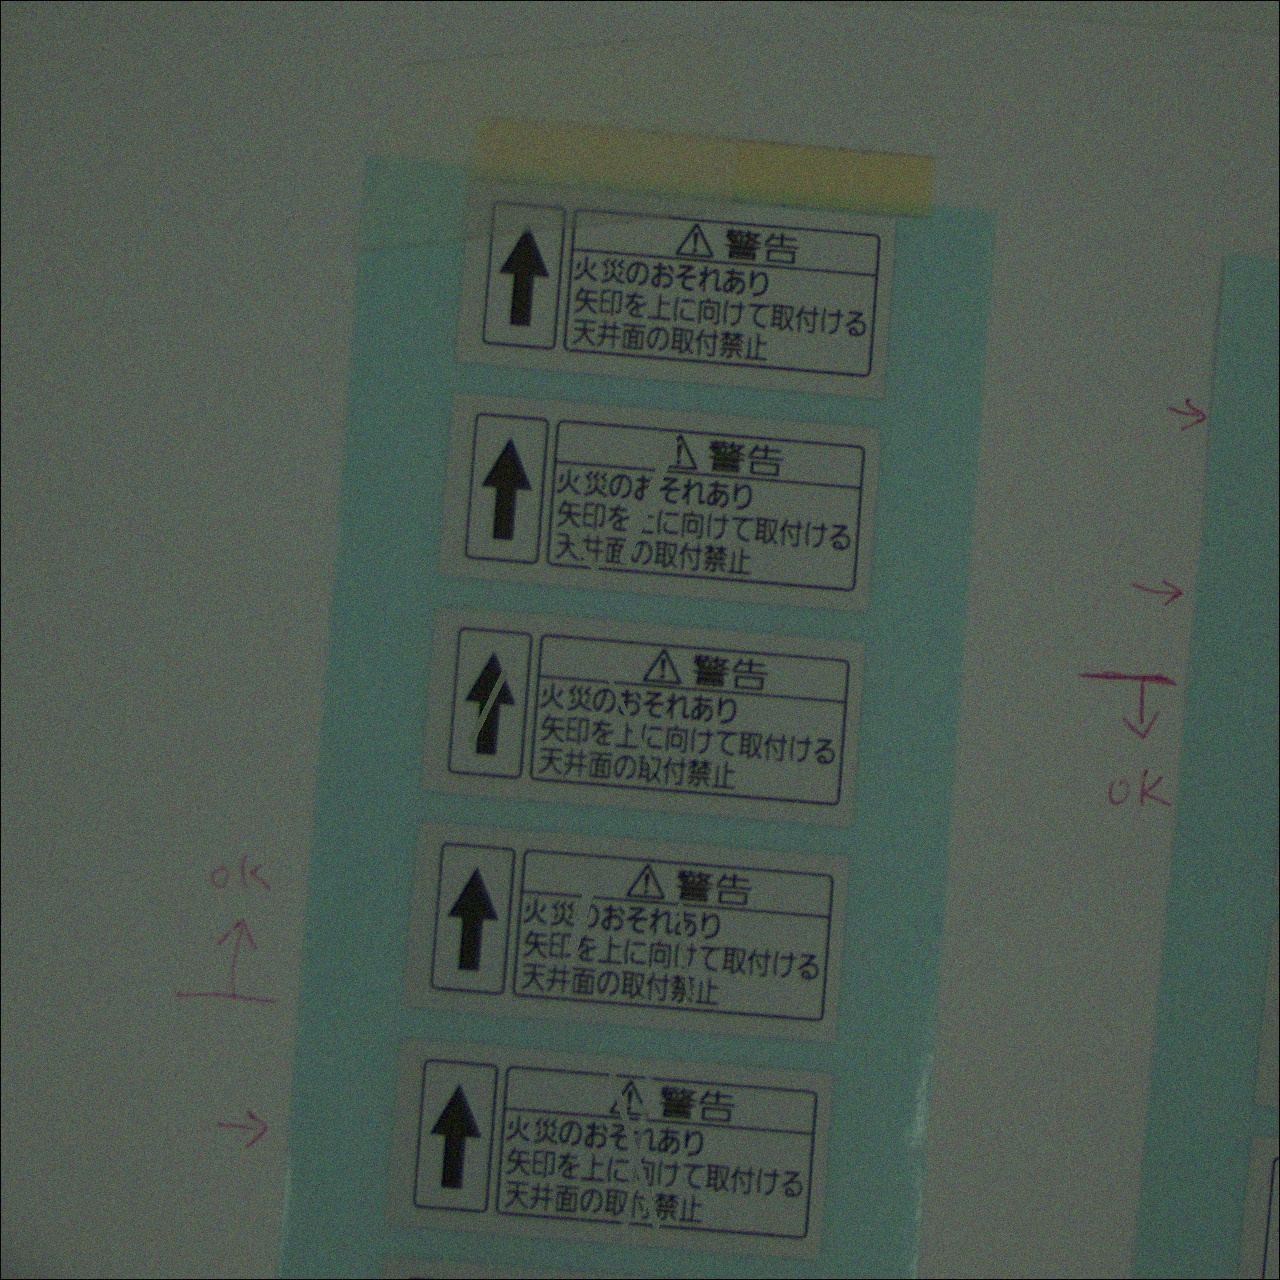 警告
火災のおそれあり
矢印を上に向けて取付ける
天井面の取付禁止
警告
火災のお それあり
矢印を 上に向けて取付ける
天井面の取付禁止
警告
火災のおそれあり
矢印を上に向けて取付ける
天井面の取付禁止
警告
火災のおそれあり
矢印を上に向けて取付ける
天井面の取付禁止
警告
火災のおそれあり
矢印を上に向けて取付ける
天井面の取付禁止
OK
OK